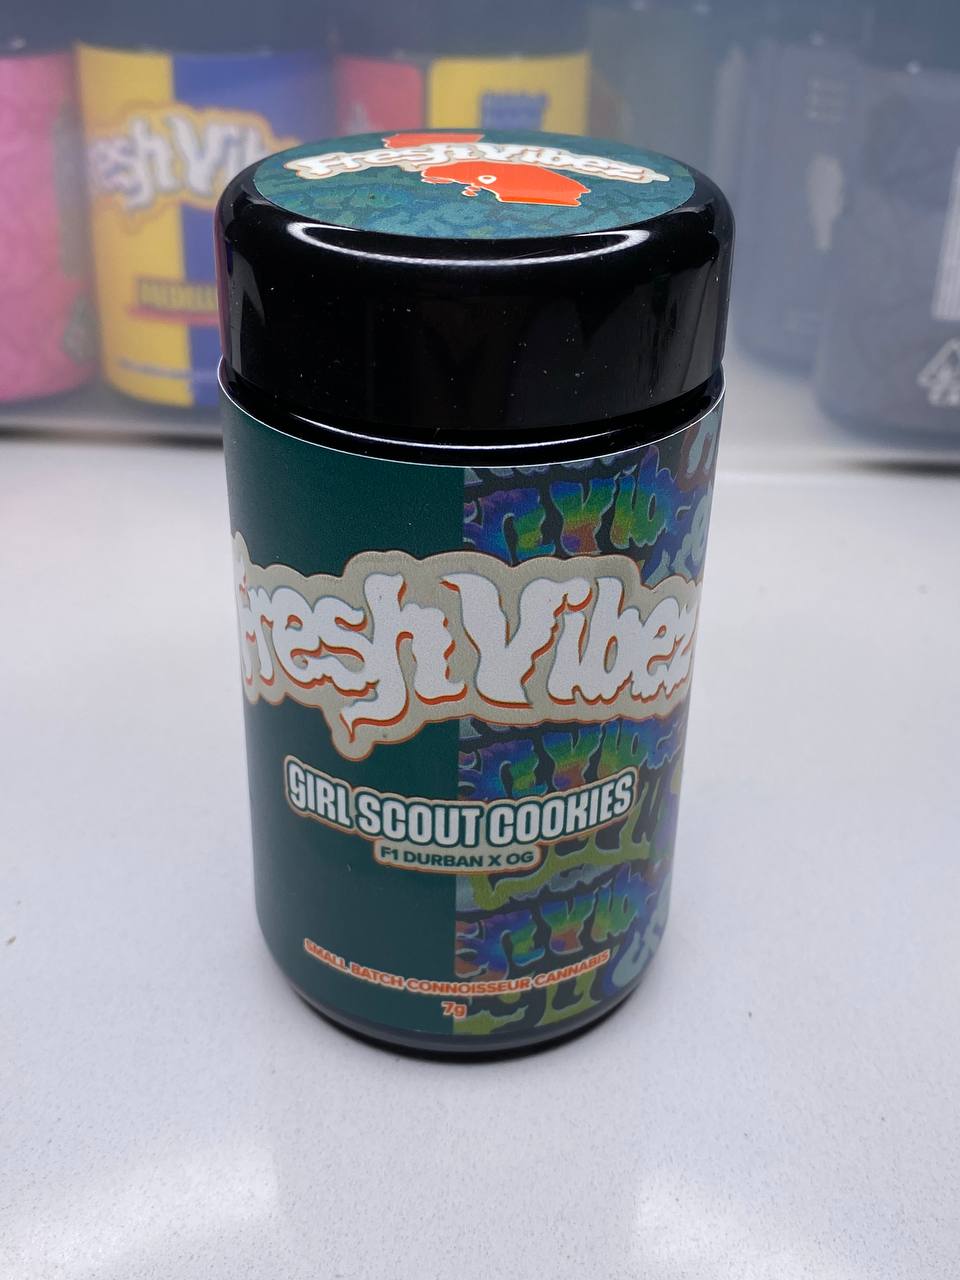 FreshVibez
FreshVibez
GIRL SCOUT COOKIES
F1 DURBAN X OG
SMALL BATCH CONNOISSEUR CANNABIS
7g